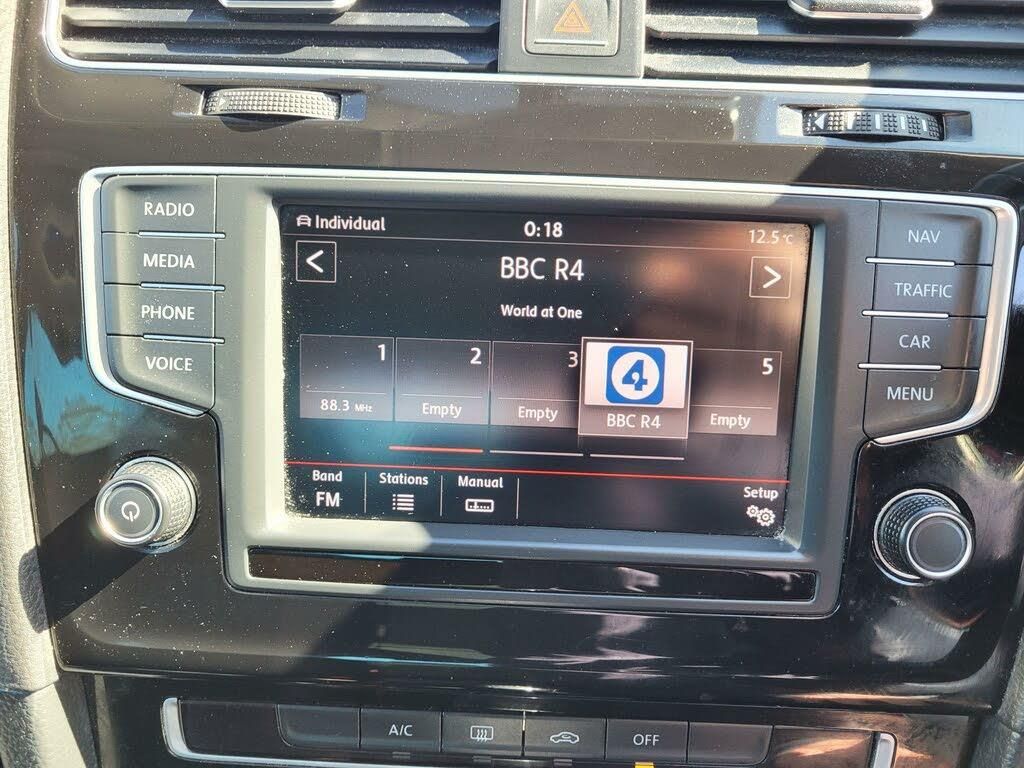 RADIO
MEDIA
PHONE
VOICE
Individual 0:18 12.5°C
< BBC R4 >
World at One
1 2 3 4 5
88.3 MHz Empty Empty BBC R4 Empty
Band Stations Manual Setup
FM
NAV
TRAFFIC
CAR
MENU
A/C OFF